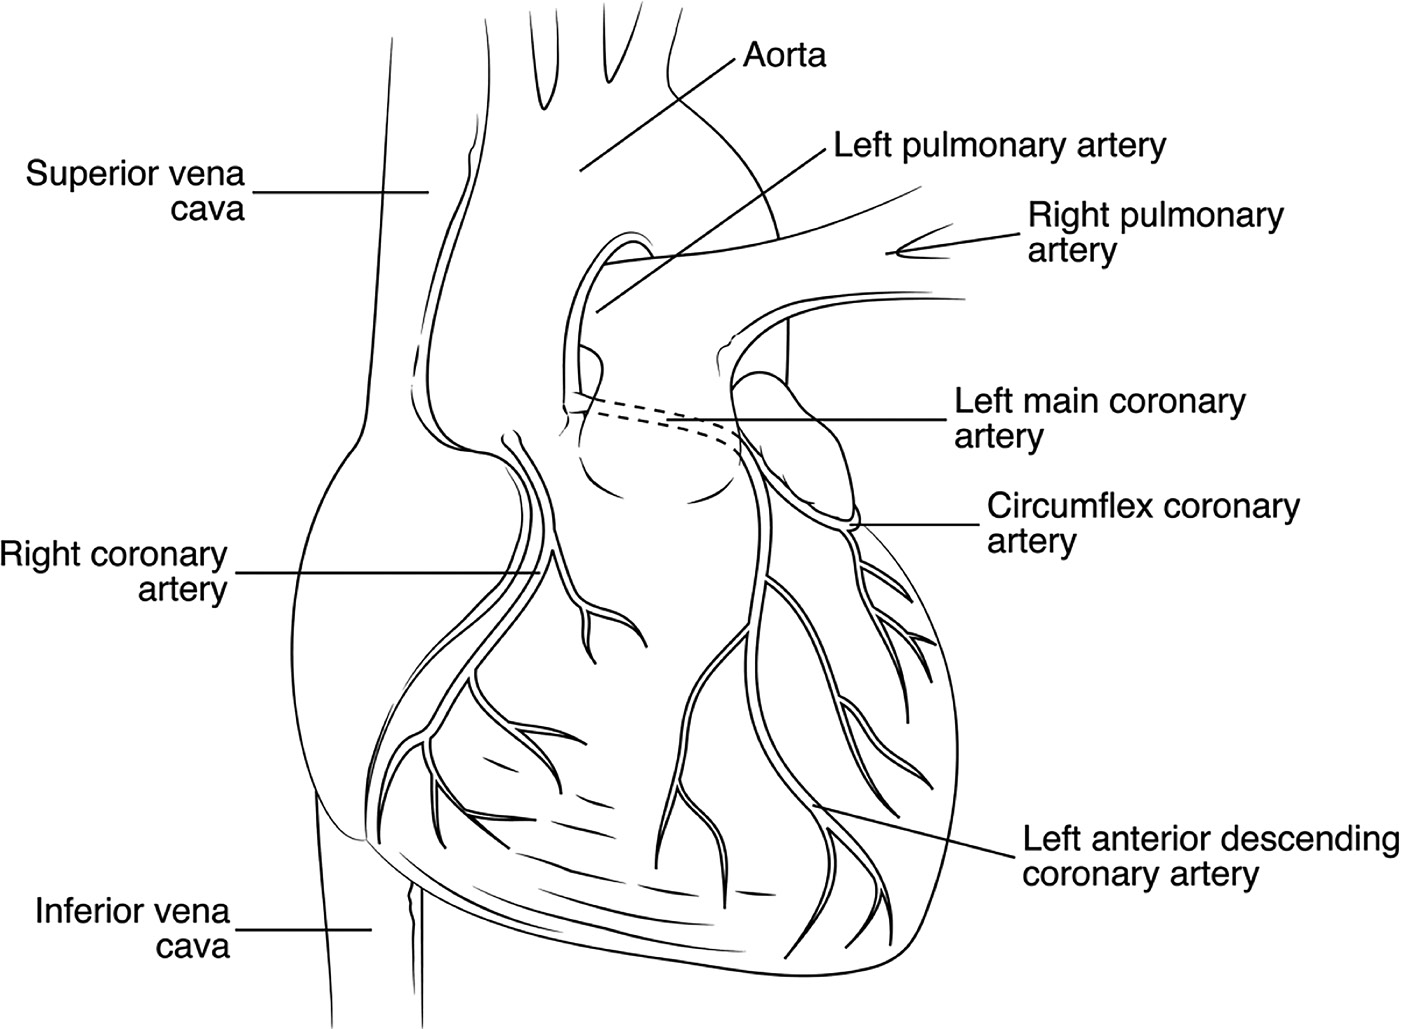 Aorta
Left pulmonary artery
Superior vena
cava
Right pulmonary
artery
Left main coronary
artery
Circumflex coronary
artery
Right coronary
artery
Left anterior descending
coronary artery
Inferior vena
cava